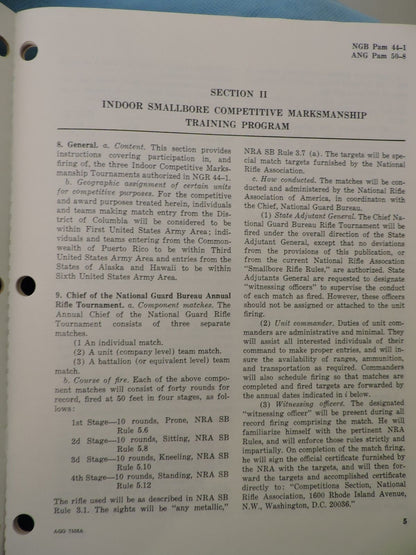 NGB Pam 44–1
ANG Pam 50–8
SECTION II
INDOOR SMALLBORE COMPETITIVE MARKSMANSHIP
TRAINING PROGRAM
8. General. a. Content. This section provides
instructions covering participation in, and
firing of, the three Indoor Competitive Marks-
manship Tournaments authorized in NGR 44–1.
b. Geographic assignment of certain units
for competitive purposes. For the competitive
and award purposes treated herein, individuals
and teams making match entry from the Dis-
trict of Columbia will be considered to be
within First United States Army Area; indi-
viduals and teams entering from the Common-
wealth of Puerto Rico to be within Third
United States Army Area and entries from the
States of Alaska and Hawaii to be within
Sixth United States Army Area.
9. Chief of the National Guard Bureau Annual
Rifle Tournament. a. Component matches. The
Annual Chief of the National Guard Rifle
Tournament consists of three separate
matches.
(1) An individual match.
(2) A unit (company level) team match.
(3) A battalion (or equivalent level) team
match.
b. Course of fire. Each of the above compo-
nent matches will consist of forty rounds for
record, fired at 50 feet in four stages, as fol-
lows:
1st Stage—10 rounds, Prone, NRA SB
Rule 5.6
2d Stage—10 rounds, Sitting, NRA SB
Rule 5.8
3d Stage—10 rounds, Kneeling, NRA SB
Rule 5.10
4th Stage—10 rounds, Standing, NRA SB
Rule 5.12
The rifle used will be as described in NRA SB
Rule 3.1. The sights will be "any metallic,"
AGO 7508A
NRA SB Rule 3.7 (a). The targets will be spe-
cial match targets furnished by the National
Rifle Association.
c. How conducted. The matches will be con-
ducted and administered by the National Rifle
Association of America, in coordinaton with
the Chief, National Guard Bureau.
(1) State Adjutant General. The Chief Na-
tional Guard Bureau Rifle Tournament will be
fired under the overall direction of the State
Adjutant General, except that no deviations
from the provisions of this publication, or
from the current National Rifle Assocation
"Smallbore Rifle Rules," are authorized. State
Adjutants General are requested to designate
"witnessing officers" to supervise the conduct
of each match as fired. However, these officers
should not be assigned or attached to the unit
firing.
(2) Unit commander. Duties of unit com-
manders are administrative and minimal. They
will assist all interested individuals of their
command to make proper entries, and will in-
sure the availability of ranges, ammunition,
and transportation as required. Commanders
will also schedule firing so that matches are
completed and fired targets are forwarded by
the annual dates indicated in i below.
(3) Witnessing officers. The designated
"witnessing officer" will be present during all
record firing comprising the match. He will
familiarize himself with the pertinent NRA
Rules, and will enforce those rules strictly and
impartially. On completion of the match firing,
he will sign the official certificate furnished by
the NRA with the targets, and will then for-
ward the targets and accomplished certificate
directly to: "Competitions Section, National
Rifle Association, 1600 Rhode Island Avenue,
N.W., Washington, D.C. 20036."
5